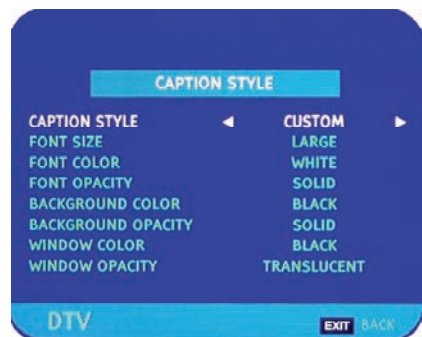 CAPTION STYLE
CAPTION STYLE ◀ CUSTOM ▶
FONT SIZE LARGE
FONT COLOR WHITE
FONT OPACITY SOLID
BACKGROUND COLOR BLACK
BACKGROUND OPACITY SOLID
WINDOW COLOR BLACK
WINDOW OPACITY TRANSLUCENT
DTV EXIT BACK